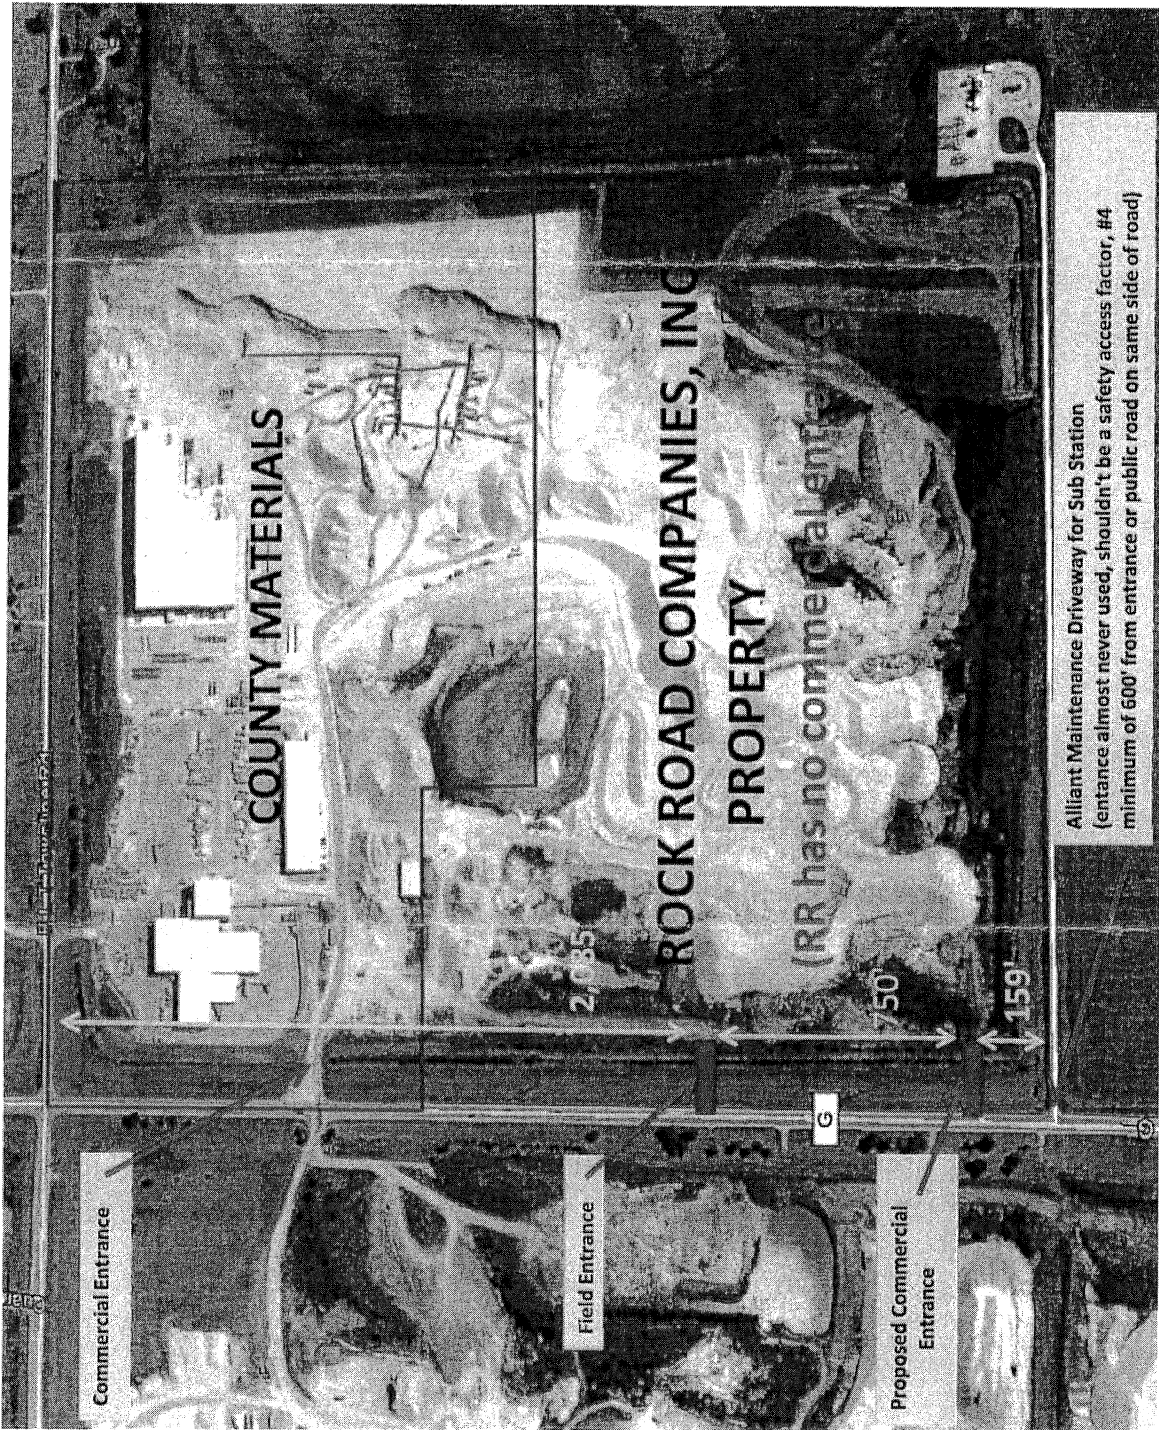 COUNTY MATERIALS
ROCK ROAD COMPANIES, INC
PROPERTY
(RR has no commercial entrance
2,085'
750'
159'
Commercial Entrance
Field Entrance
Proposed Commercial
Entrance
G
Alliant Maintenance Driveway for Sub Station
(entance almost never used, shouldn't be a safety access factor, #4
minimum of 600' from entrance or public road on same side of road)